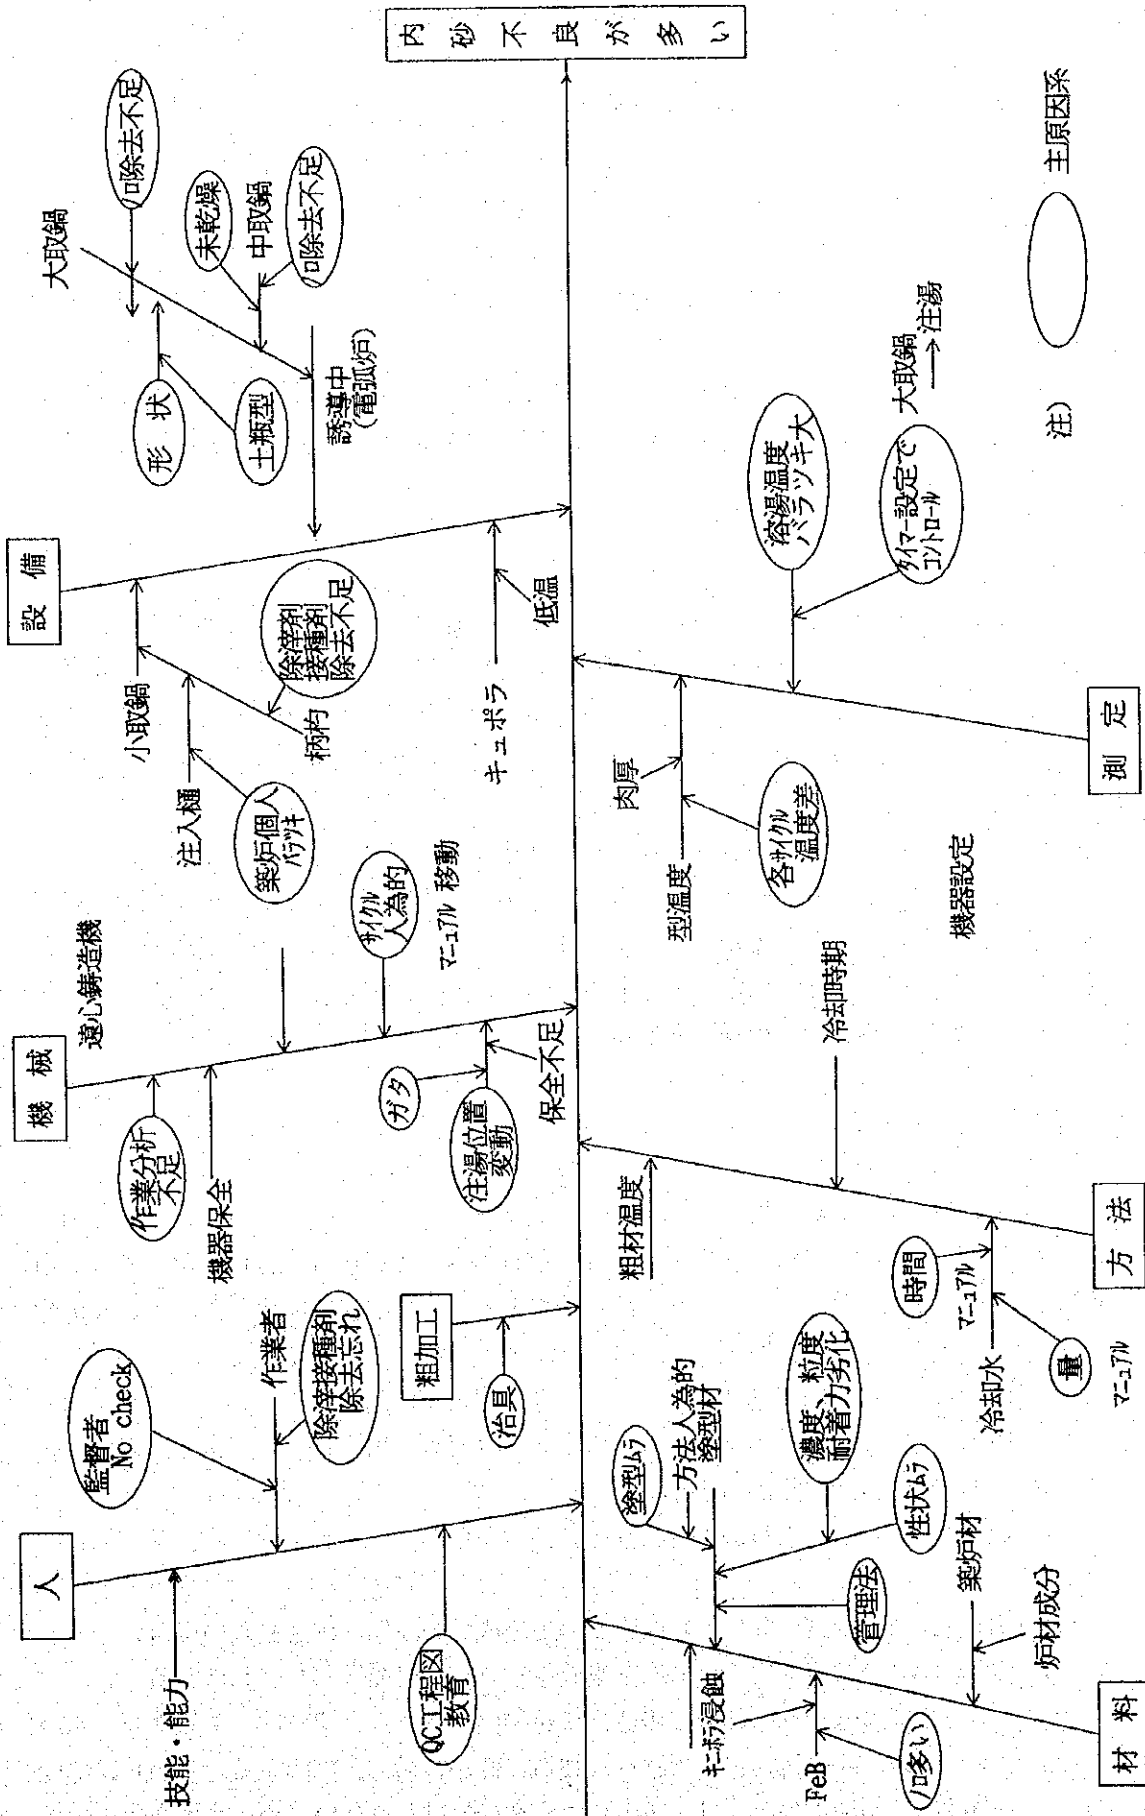 内砂不良が多い
人
技能・能力
監督者
No check
作業者
除滓接種剤
除去忘れ
QC工程図
教育
粗加工
治具
機械
遠心鋳造機
作業分析
不足
機器保全
サイクル
人為的
マニュアル 移動
ガタ
注湯位置
変動
保全不足
設備
小取鍋
注入樋
築炉個人
バラツキ
除滓剤
接種剤
除去不足
柄杓
キュポラ
低温
大取鍋
ノロ除去不足
形状
土瓶型
未乾燥
中取鍋
ノロ除去不足
誘導中
(電弧炉)
材料
キュポラ浸蝕
FeB
ノロ多い
塗型ムラ
方法人為的
塗型材
濃度、粒度
耐着力劣化
性状ムラ
管理法
築炉材
炉材成分
方法
粗材温度
冷却時期
時間
マニュアル
冷却水
量
マニュアル
測定
肉厚
型温度
各サイクル
温度差
機器設定
溶湯温度
バラツキ大
タイマー設定で
コントロール
大取鍋
→注湯
注)
主原因系